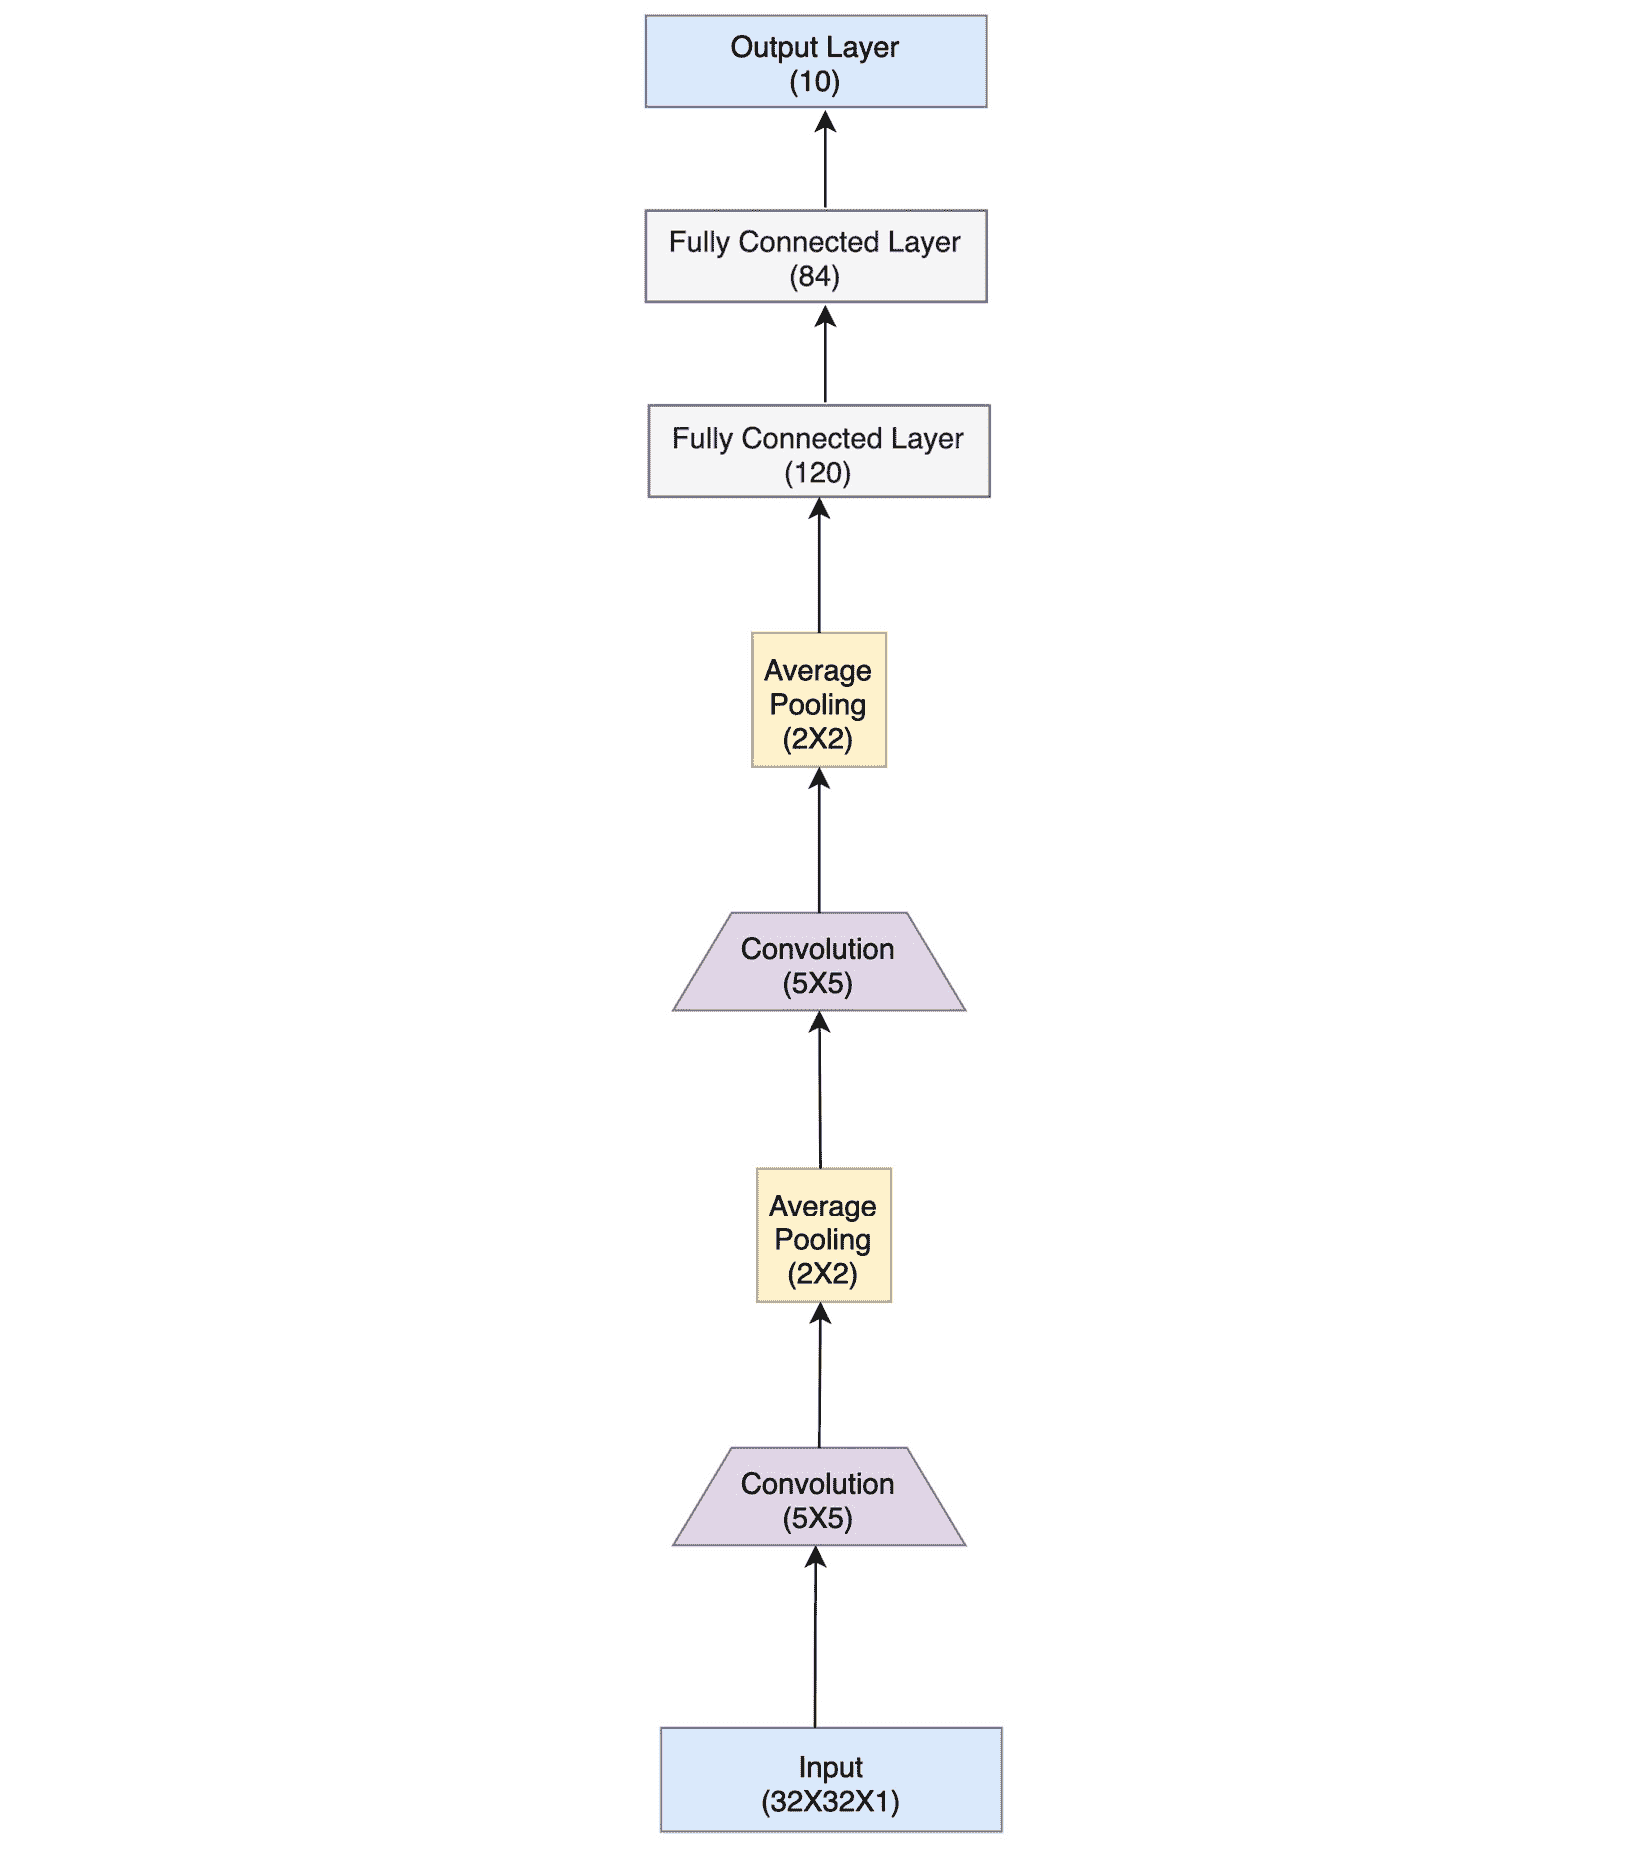 Output Layer
(10)
Fully Connected Layer
(84)
Fully Connected Layer
(120)
Average
Pooling
(2X2)
Convolution
(5X5)
Average
Pooling
(2X2)
Convolution
(5X5)
Input
(32X32X1)